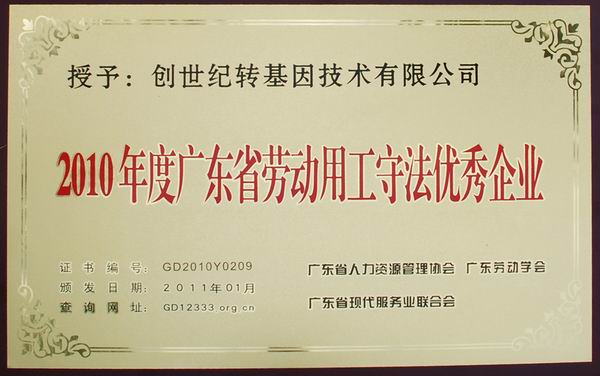 授予：创世纪转基因技术有限公司
2010年度广东省劳动用工守法优秀企业
证书编号：GD2010Y0209
颁发日期：2011年01月
查询网址：GD12333.org.cn
广东省人力资源管理协会 广东劳动学会
广东省现代服务业联合会